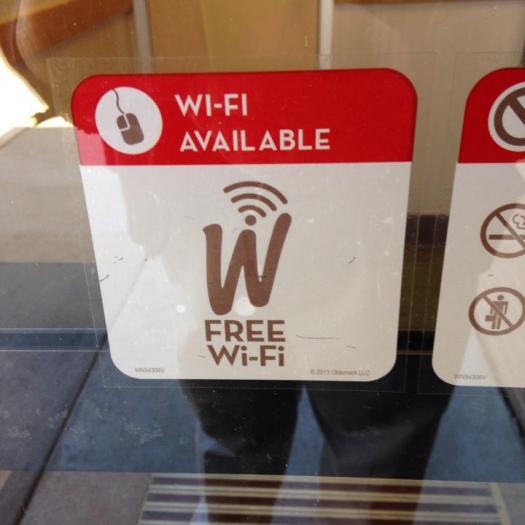 WI-FI
AVAILABLE
W
FREE
Wi-Fi
© 2013 Oldemark LLC